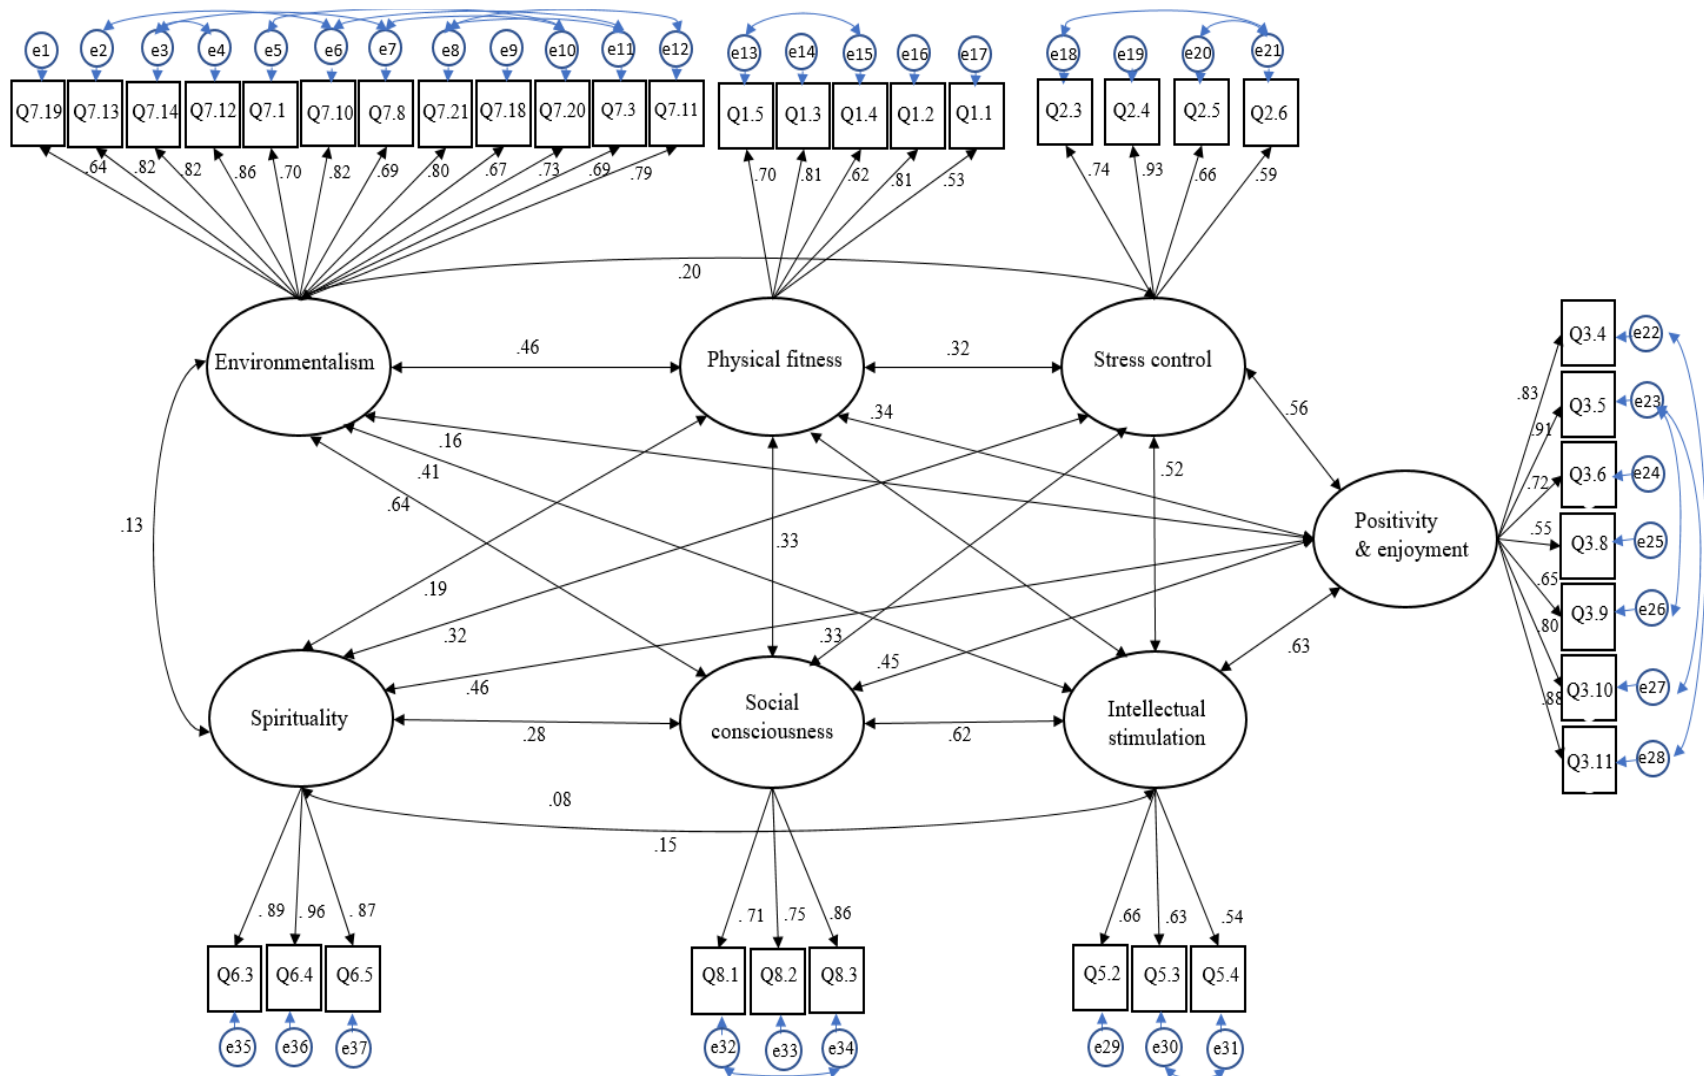 e1 e2 e3 e4 e5 e6 e7 e8 e9 e10 e11 e12 e13 e14 e15 e16 e17 e18 e19 e20 e21
Q7.19 Q7.13 Q7.14 Q7.12 Q7.1 Q7.10 Q7.8 Q7.21 Q7.18 Q7.20 Q7.3 Q7.11 Q1.5 Q1.3 Q1.4 Q1.2 Q1.1 Q2.3 Q2.4 Q2.5 Q2.6
.64 .82 .82 .86 .70 .82 .69 .80 .67 .73 .69 .79 .70 .81 .62 .81 .53 .74 .93 .66 .59
.20
Environmentalism .46 Physical fitness .32 Stress control
Q3.4 e22
.83 Q3.5 e23
.16 .34 .56
.91
.41 .52 .72 Q3.6 e24
.64
.13 .33 Positivity
& enjoyment
.55 Q3.8 e25
.19 .65 Q3.9 e26
.32 .33 .63 .80
.46 .45
Q3.10 e27
.88
Spirituality .28 Social
consciousness
.62 Intellectual
stimulation
Q3.11 e28
.08
.15
. 89 . 96 . 87 . 71 .75 .86 .66 .63 .54
Q6.3 Q6.4 Q6.5 Q8.1 Q8.2 Q8.3 Q5.2 Q5.3 Q5.4
e35 e36 e37 e32 e33 e34 e29 e30 e31